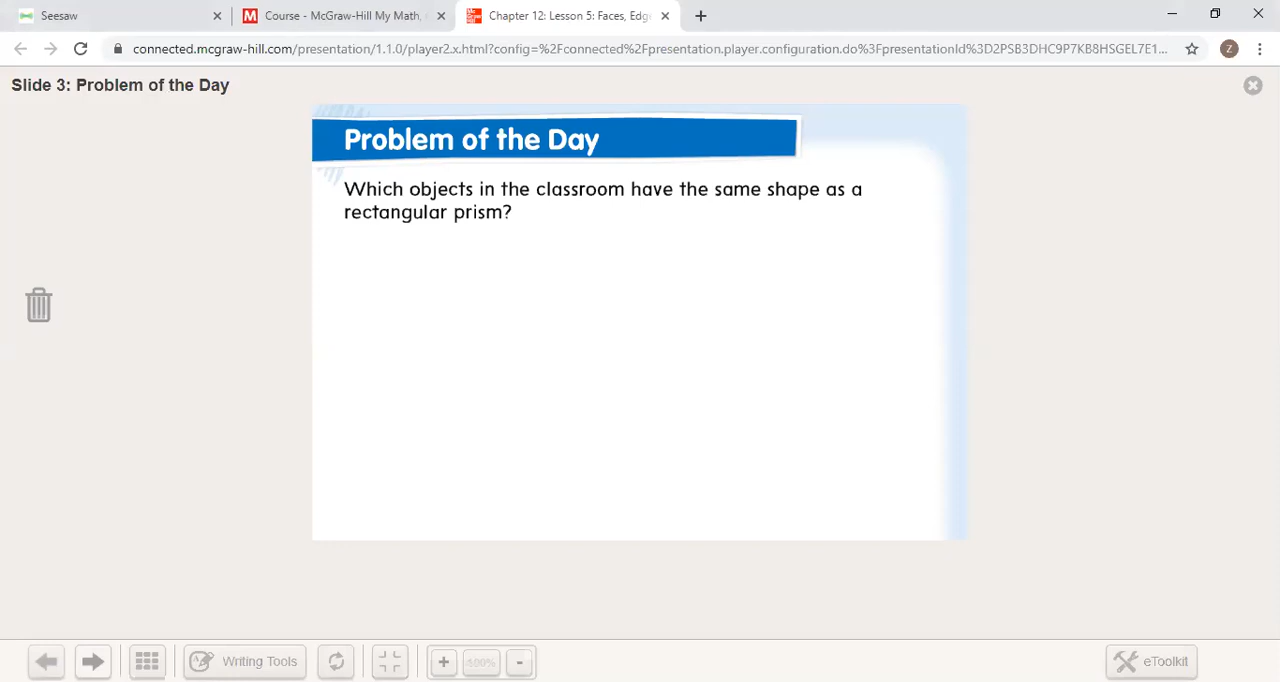 Seesaw
Course - McGraw-Hill My Math,
Chapter 12: Lesson 5: Faces, Edg
connected.mcgraw-hill.com/presentation/1.1.0/player2.x.html?config=%2Fconnected%2Fpresentation.player.configuration.do%3FpresentationId%3D2PSB3DHC9P7KB8HSGEL7E1...
Z
Slide 3: Problem of the Day
Problem of the Day
Which objects in the classroom have the same shape as a
rectangular prism?
Writing Tools
+
100%
-
eToolkit